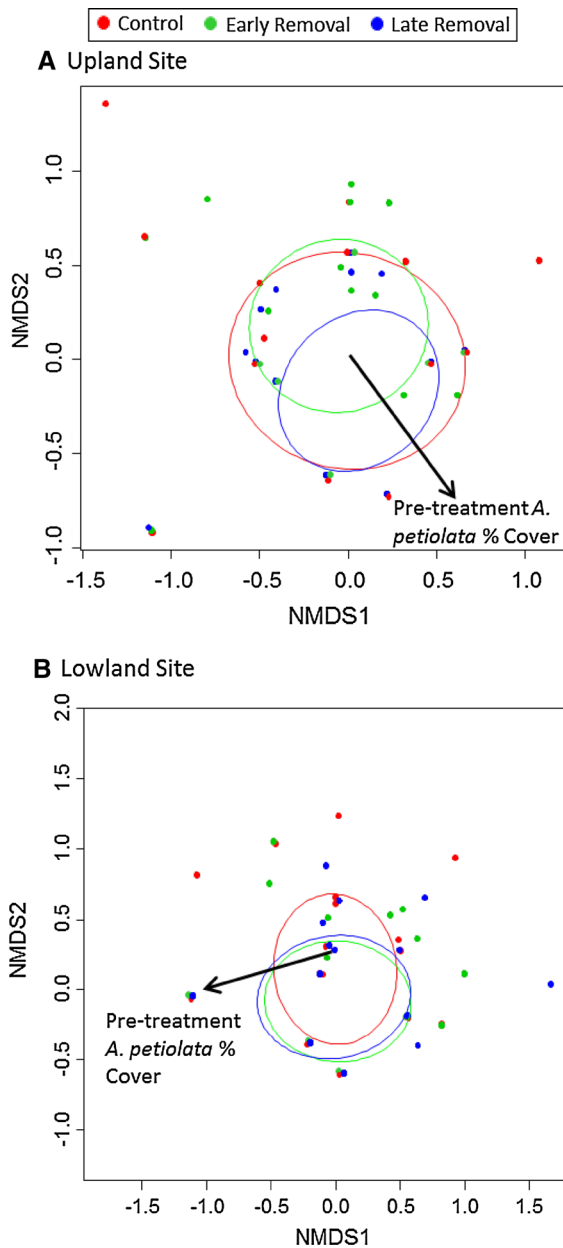 Control Early Removal Late Removal
A Upland Site
1.0
0.5
0.0
-0.5
-1.0
NMDS2
Pre-treatment A.
petiolata % Cover
-1.5 -1.0 -0.5 0.0 0.5 1.0
NMDS1
B Lowland Site
2.0
1.5
1.0
0.5
0.0
-0.5
-1.0
NMDS2
Pre-treatment
A. petiolata %
Cover
-1.5 -1.0 -0.5 0.0 0.5 1.0 1.5
NMDS1